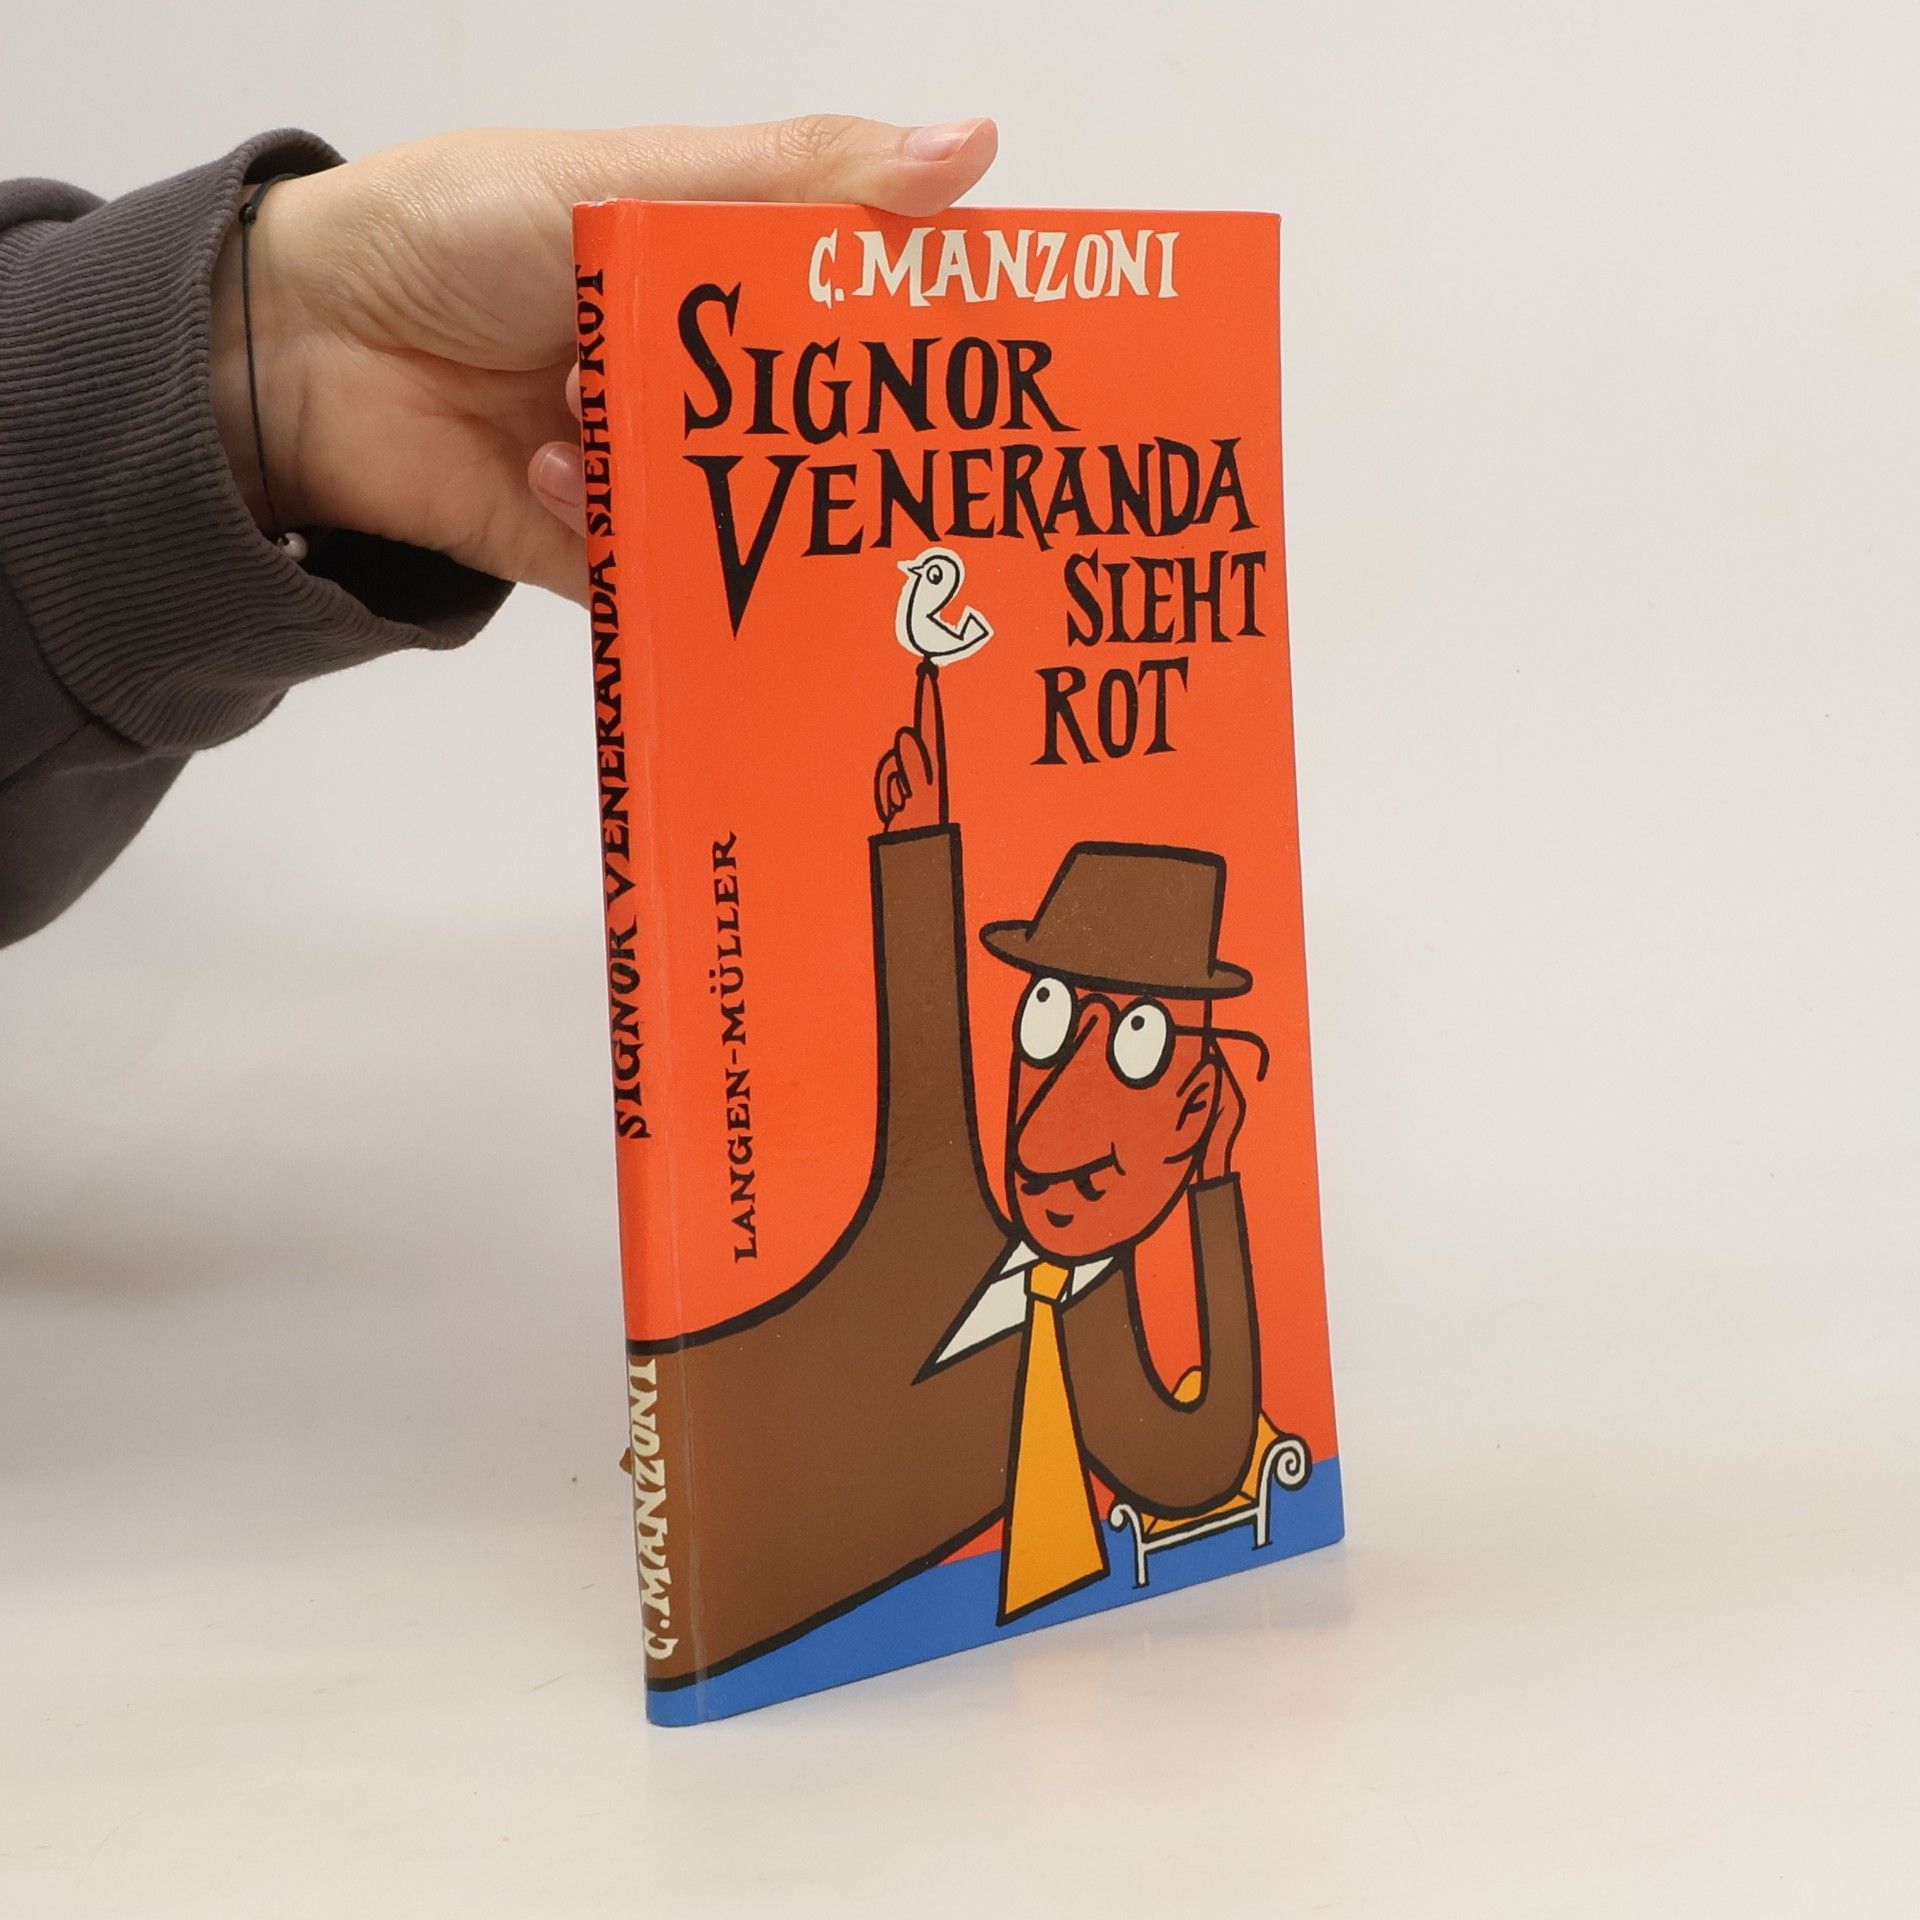 C. MANZONI
SIGNOR
VENERANDA
SIEHT
ROT
LANGEN-MÜLLER
SIGNOR VENERANDA SIEHT ROT
C. MANZONI